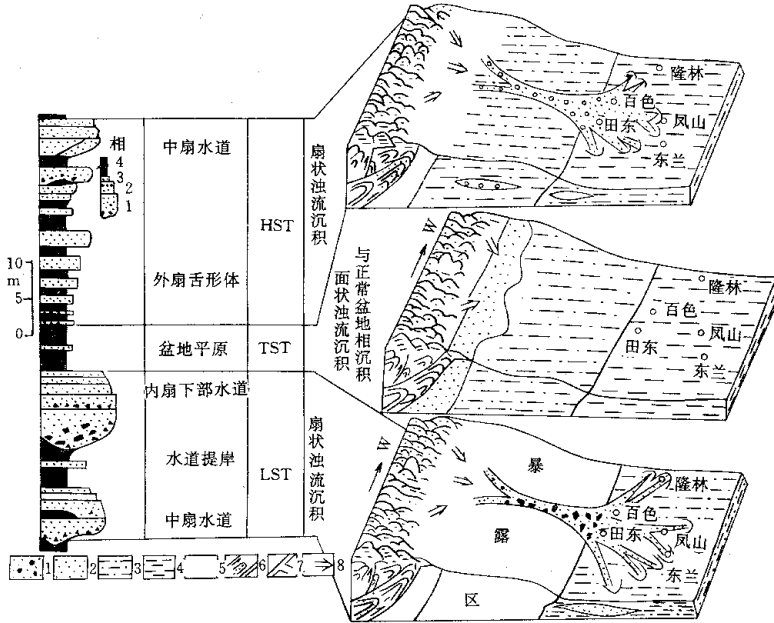 相
4
3
2
1
10
m
5
0
中扇水道
外扇舌形体
盆地平原
内扇下部水道
水道提岸
中扇水道
HST
TST
LST
扇状浊流沉积
与正常盆地相沉积
面状浊流沉积
扇状浊流沉积
隆林
百色
田东
凤山
东兰
W
隆林
百色
田东
凤山
东兰
W
暴
露
区
隆林
百色
田东
凤山
东兰
1 2 3 4 5 6 7 8